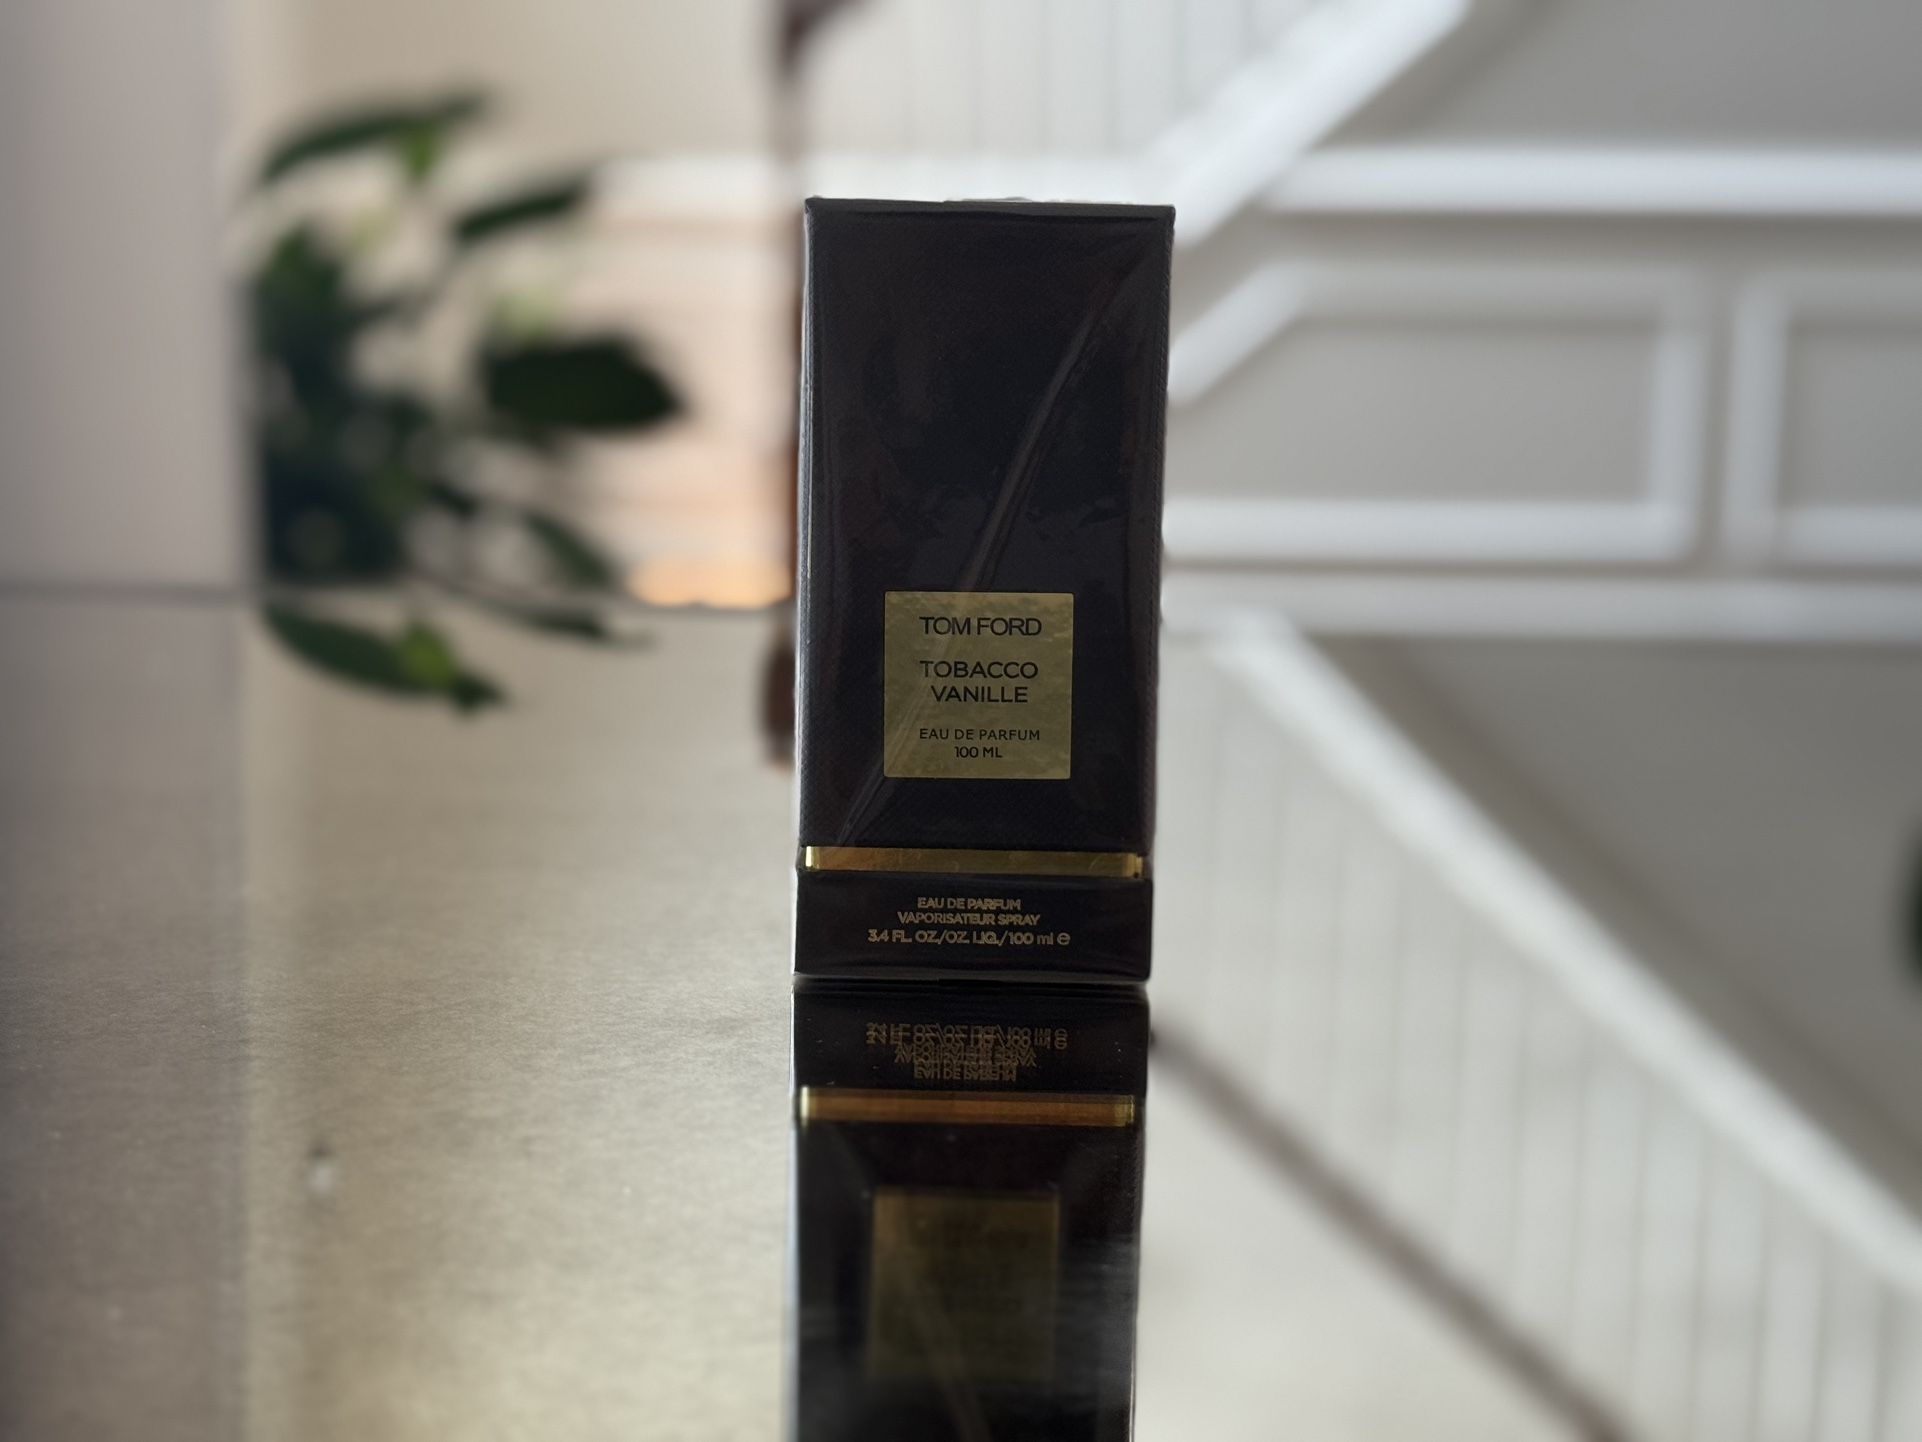 TOM FORD
TOBACCO
VANILLE
EAU DE PARFUM
100 ML
EAU DE PARFUM
VAPORISATEUR SPRAY
3.4 FL. OZ./OZ. LIQ./100 ml ℮